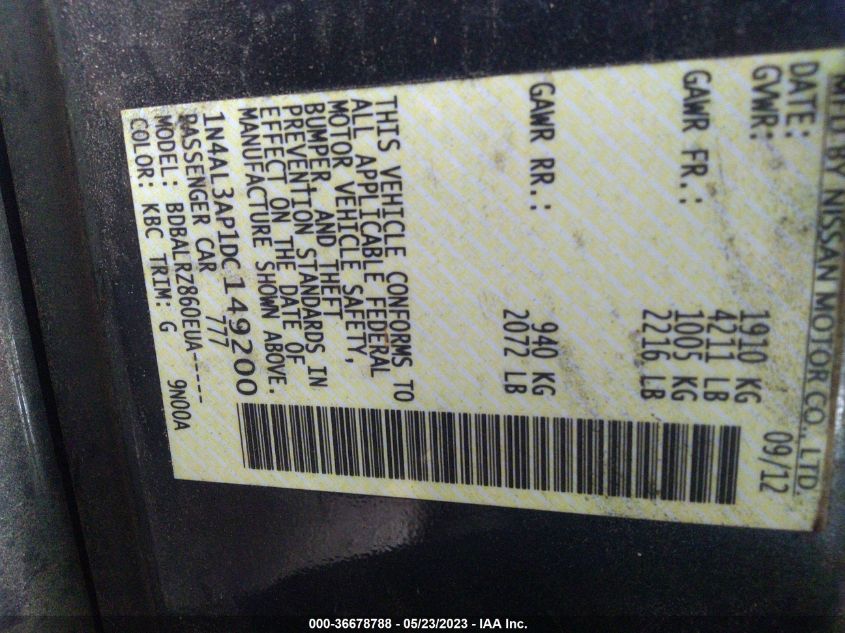 MFD BY NISSAN MOTOR CO., LTD.
DATE: 09/12
GVWR: 1910 KG
4211 LB
GAWR FR.: 1005 KG
2216 LB
GAWR RR.: 940 KG
2072 LB
THIS VEHICLE CONFORMS TO
ALL APPLICABLE FEDERAL
MOTOR VEHICLE SAFETY,
BUMPER, AND THEFT
PREVENTION STANDARDS IN
EFFECT ON THE DATE OF
MANUFACTURE SHOWN ABOVE.
1N4AL3AP1DC149200
PASSENGER CAR 777
MODEL: BDBALRZ860EUA-----
COLOR: KBC TRIM: G 9N00A
000-36678788 - 05/23/2023 - IAA Inc.